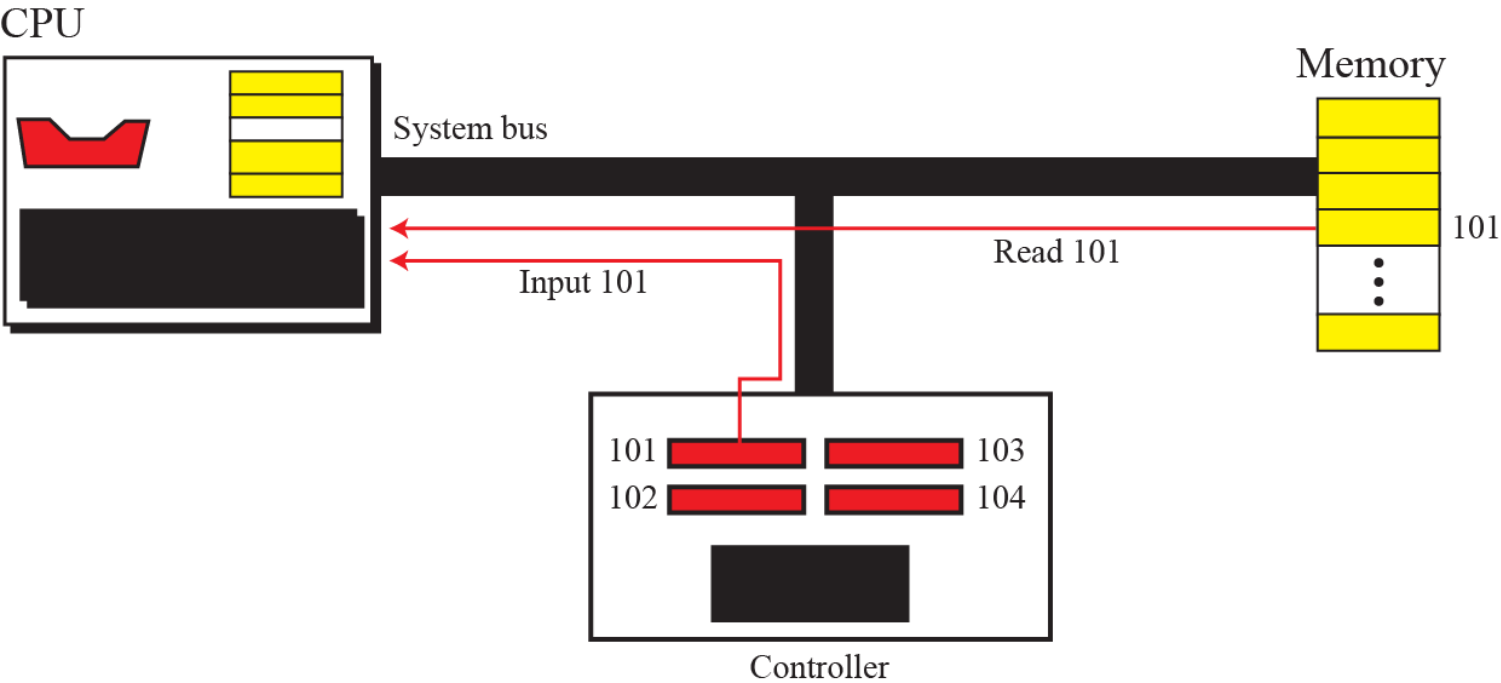 CPU
Memory
System bus
101
Read 101
Input 101
101
103
102
104
Controller